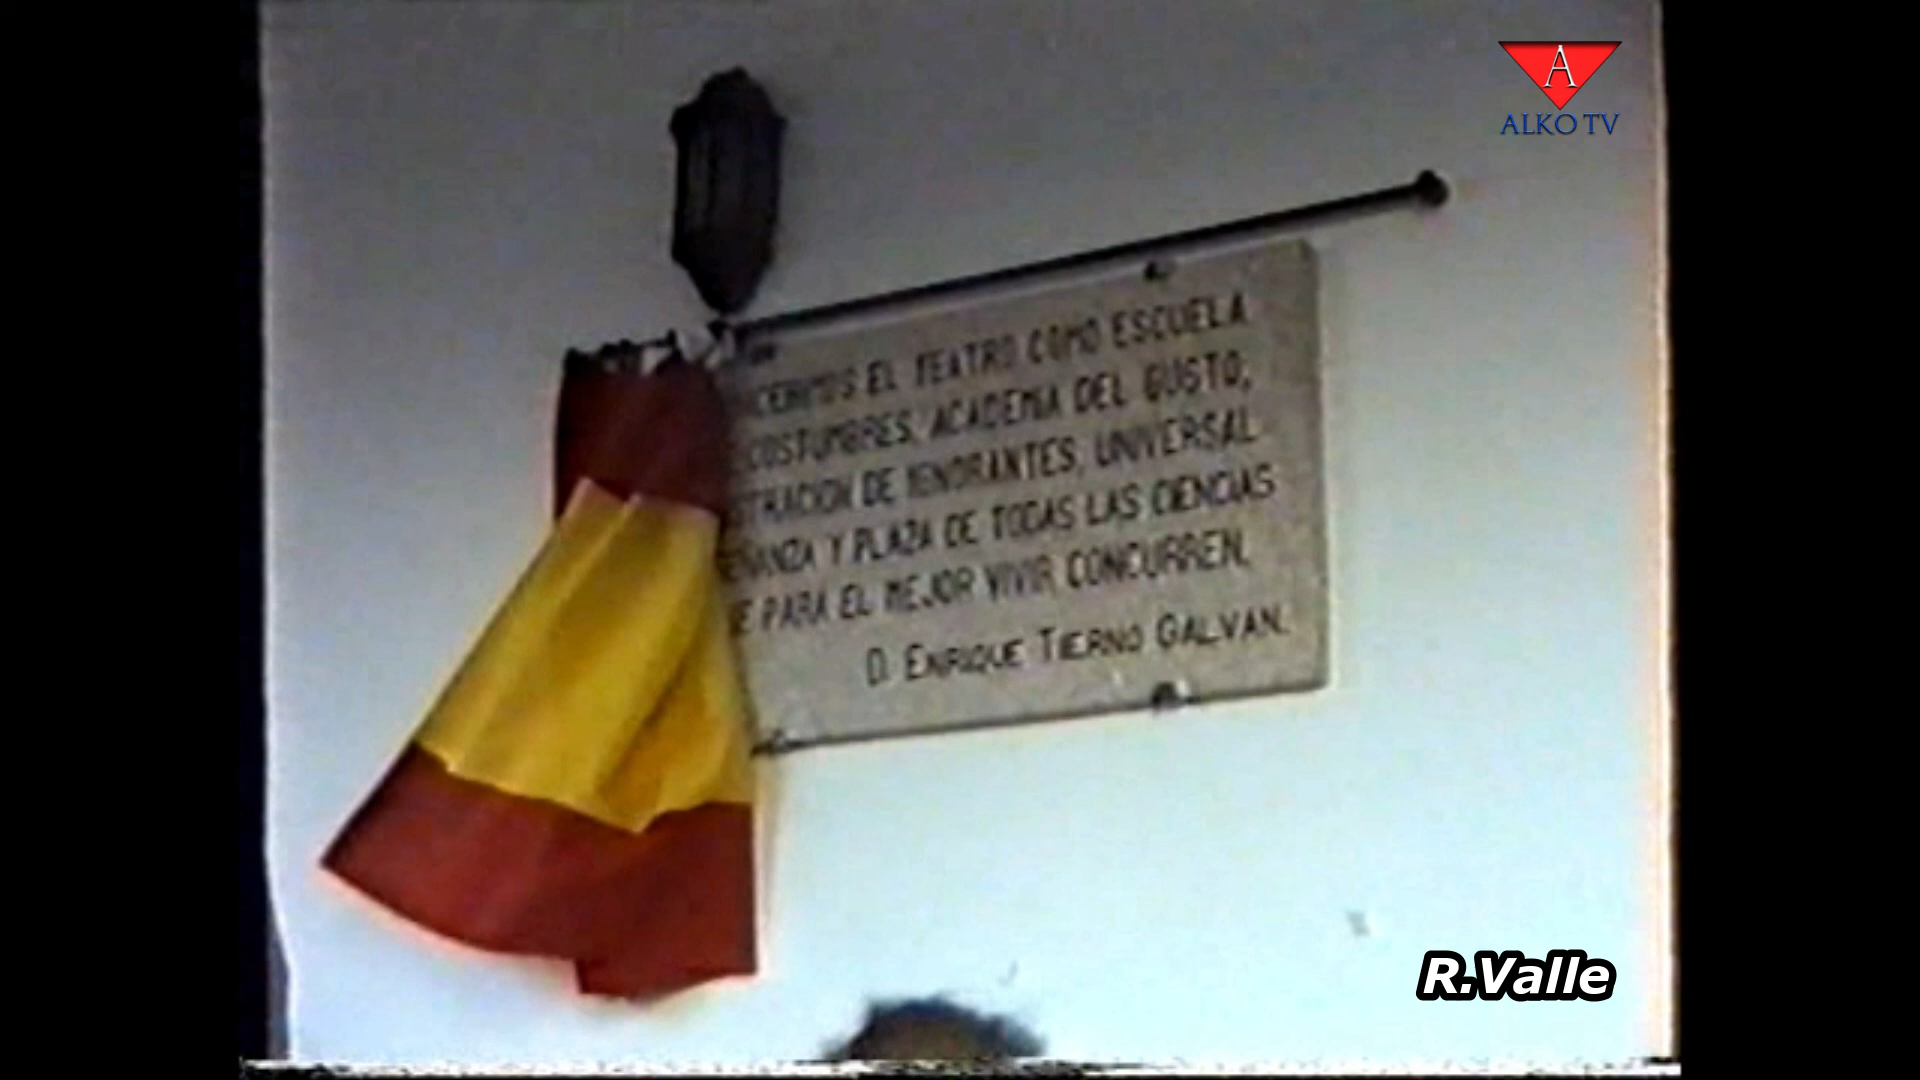 A
ALKO TV
EL TEATRO COMO ESCUELA
COSTUMBRES, ACADEMIA DEL GUSTO,
DE IGNORANTES, UNIVERSAL
Y PLAZA DE TODAS LAS CIENCIAS
PARA EL MEJOR VIVIR CONCURREN.
D. ENRIQUE TIERNO GALVAN.
R.Valle